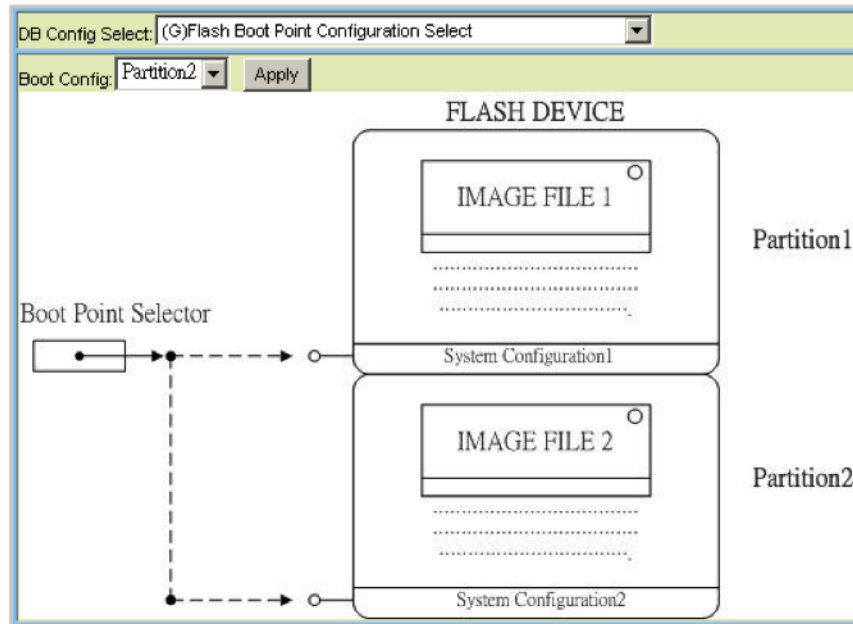 DB Config Select: (G)Flash Boot Point Configuration Select
Boot Config: Partition2 Apply
FLASH DEVICE
IMAGE FILE 1
Partition1
Boot Point Selector
System Configuration1
IMAGE FILE 2
Partition2
System Configuration2